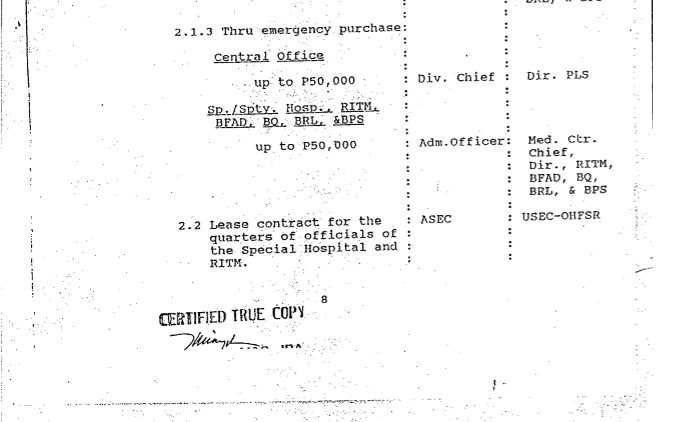 2.1.3 Thru emergency purchase:
Central Office
up to P50,000 : Div. Chief : Dir. PLS
Sp./Spty. Hosp., RITM,
BFAD, BQ, BRL, &BPS
up to P50,000 : Adm.Officer: Med. Ctr.
Chief,
Dir., RITM,
BFAD, BQ,
BRL, & BPS
2.2 Lease contract for the : ASEC : USEC-OHFSR
quarters of officials of :
the Special Hospital and :
RITM. :
8
CERTIFIED TRUE COPY